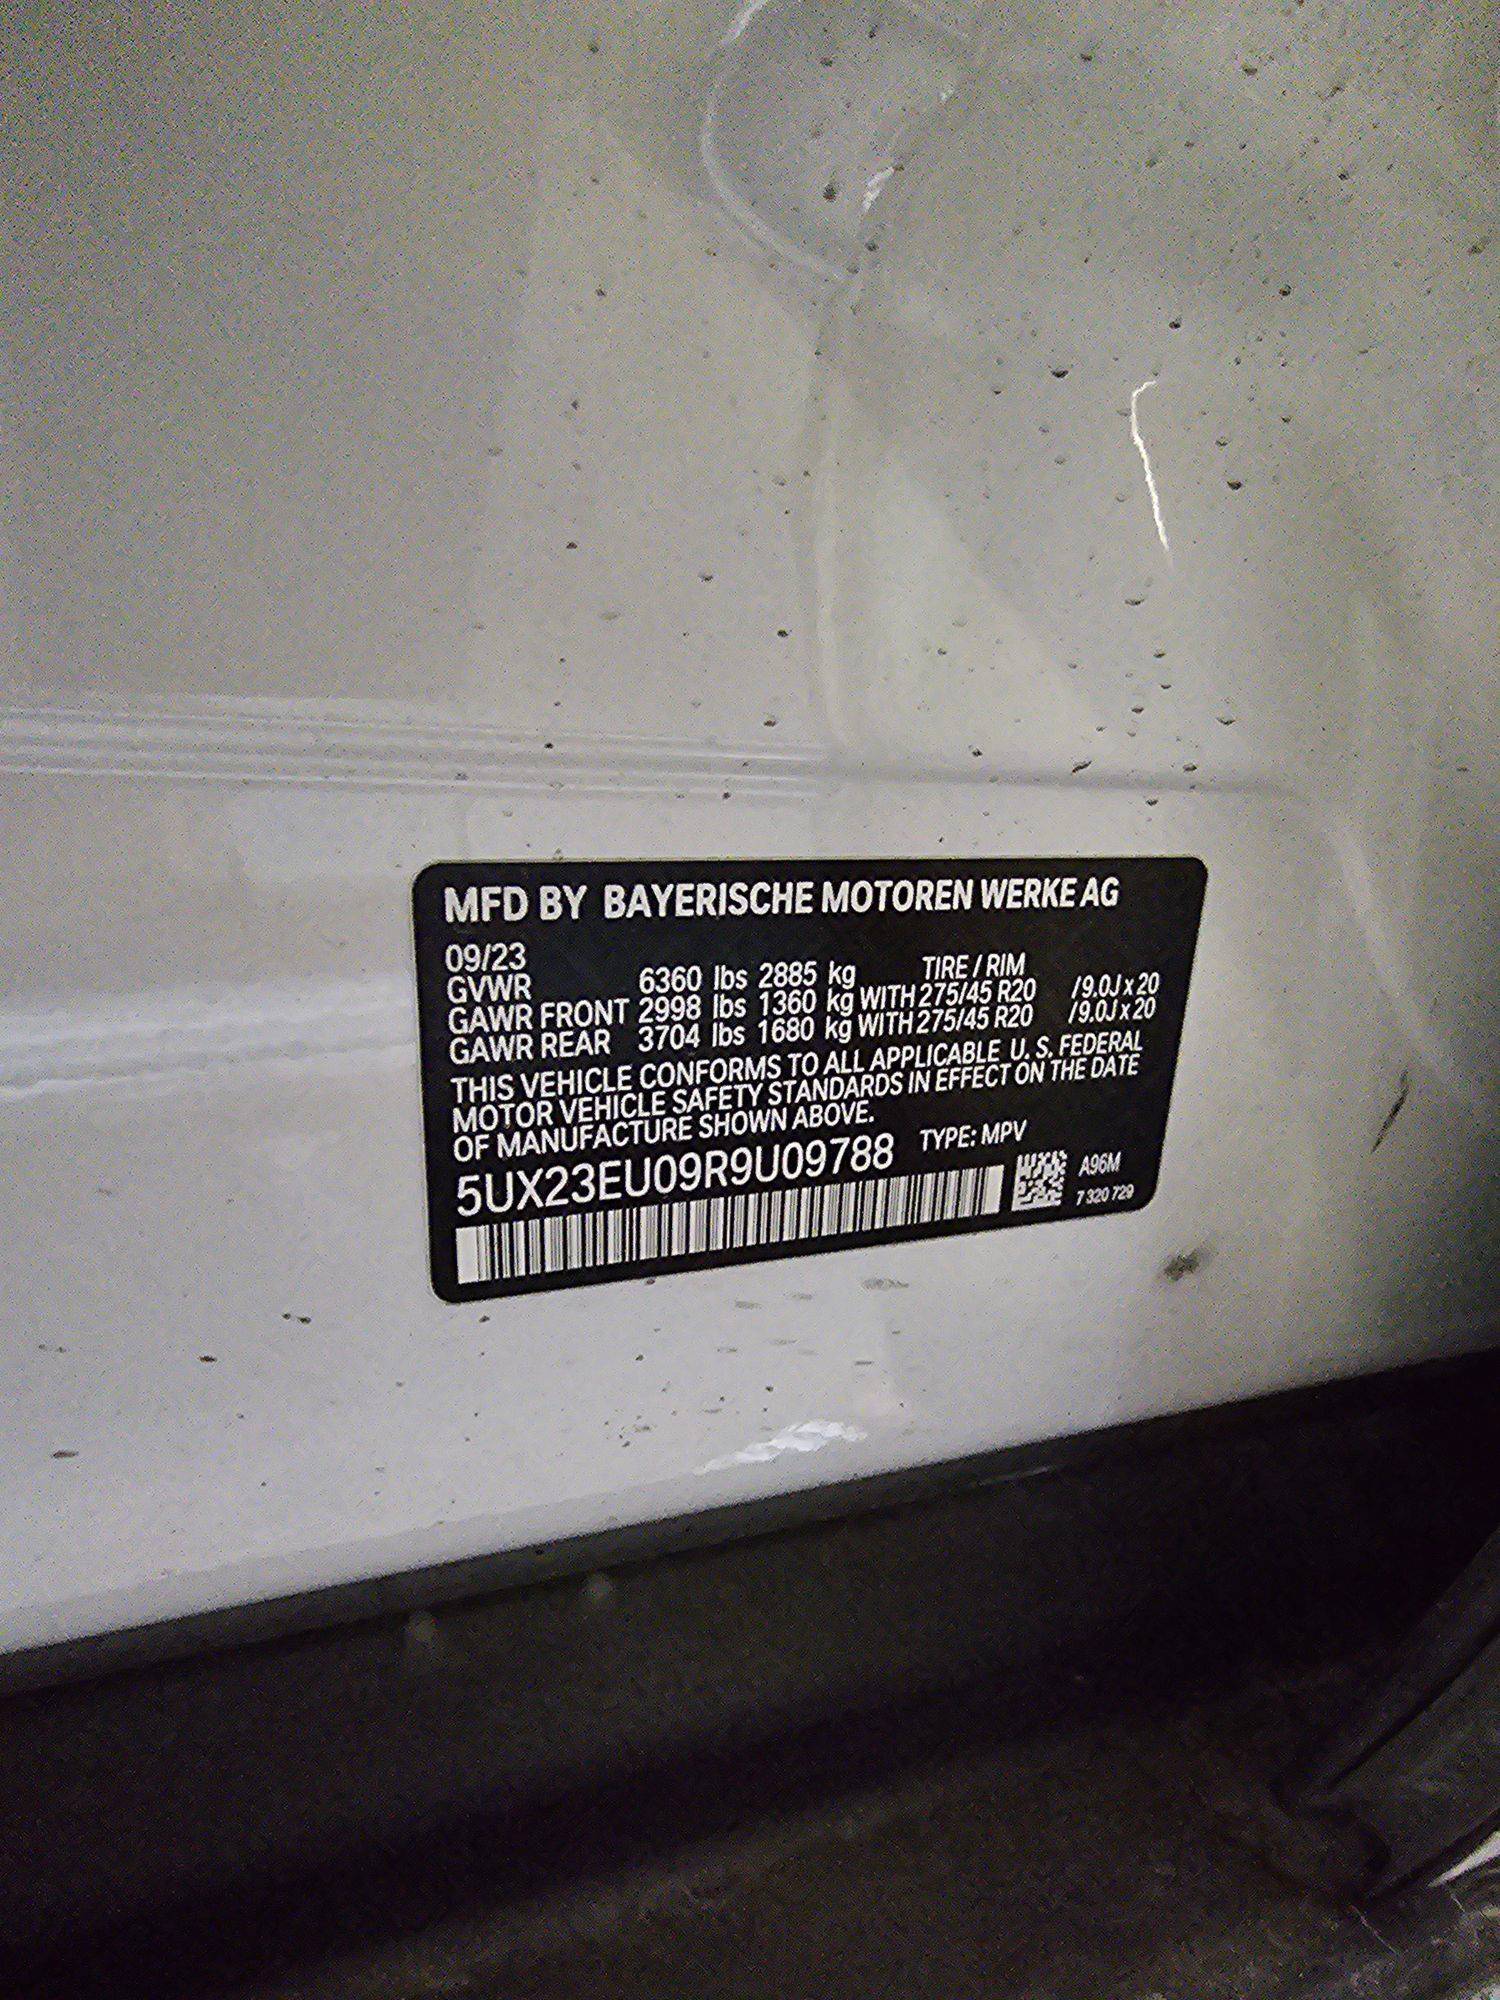 MFD BY BAYERISCHE MOTOREN WERKE AG
09/23
GVWR 6360 lbs 2885 kg TIRE / RIM
GAWR FRONT 2998 lbs 1360 kg WITH 275/45 R20 /9.0J x 20
GAWR REAR 3704 lbs 1680 kg WITH 275/45 R20 /9.0J x 20
THIS VEHICLE CONFORMS TO ALL APPLICABLE U. S. FEDERAL
MOTOR VEHICLE SAFETY STANDARDS IN EFFECT ON THE DATE
OF MANUFACTURE SHOWN ABOVE.
5UX23EU09R9U09788 TYPE: MPV
A96M
7 320 729